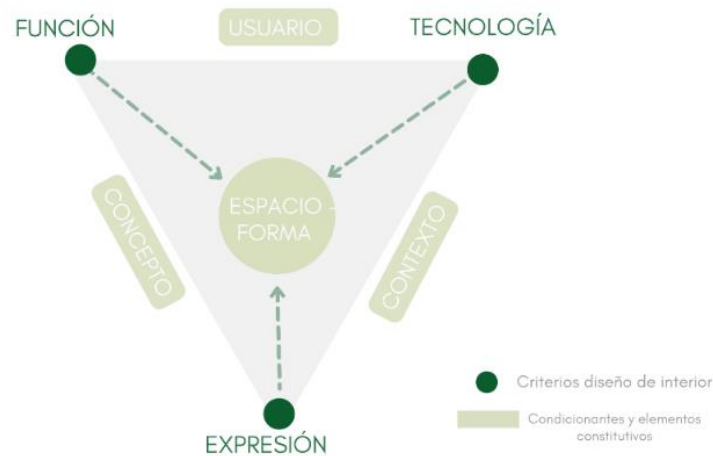 USUARIO
FUNCIÓN
TECNOLOGÍA
CONCEPTO
ESPACIO -
FORMA
CONTEXTO
EXPRESIÓN
Criterios diseño de interior
Condicionantes y elementos
constitutivos